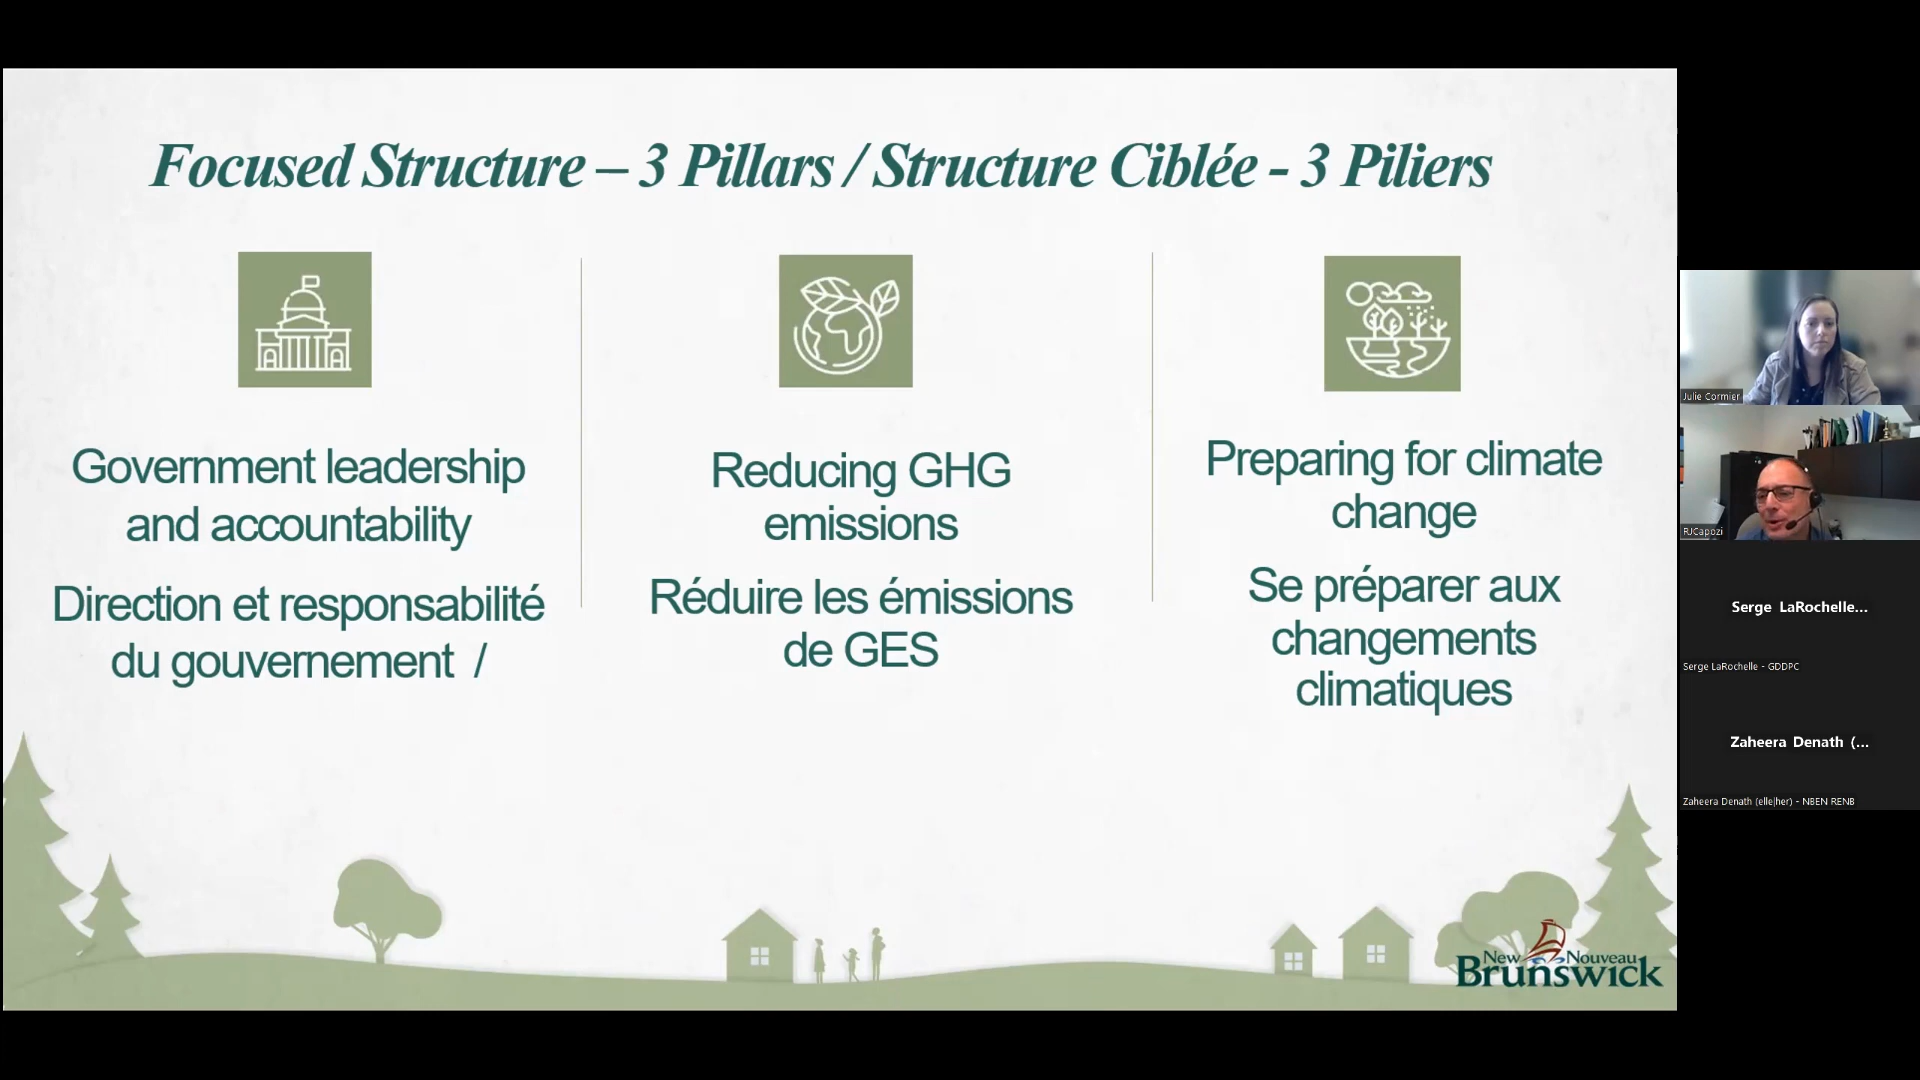 Focused Structure – 3 Pillars / Structure Ciblée - 3 Piliers
Government leadership
and accountability
Direction et responsabilité
du gouvernement /
Reducing GHG
emissions
Réduire les émissions
de GES
Preparing for climate
change
Se préparer aux
changements
climatiques
New Nouveau
Brunswick
Julie Cormier
RJCapozi
Serge LaRochelle...
Serge LaRochelle - GDDPC
Zaheera Denath (...
Zaheera Denath (elle|her) - NBEN RENB